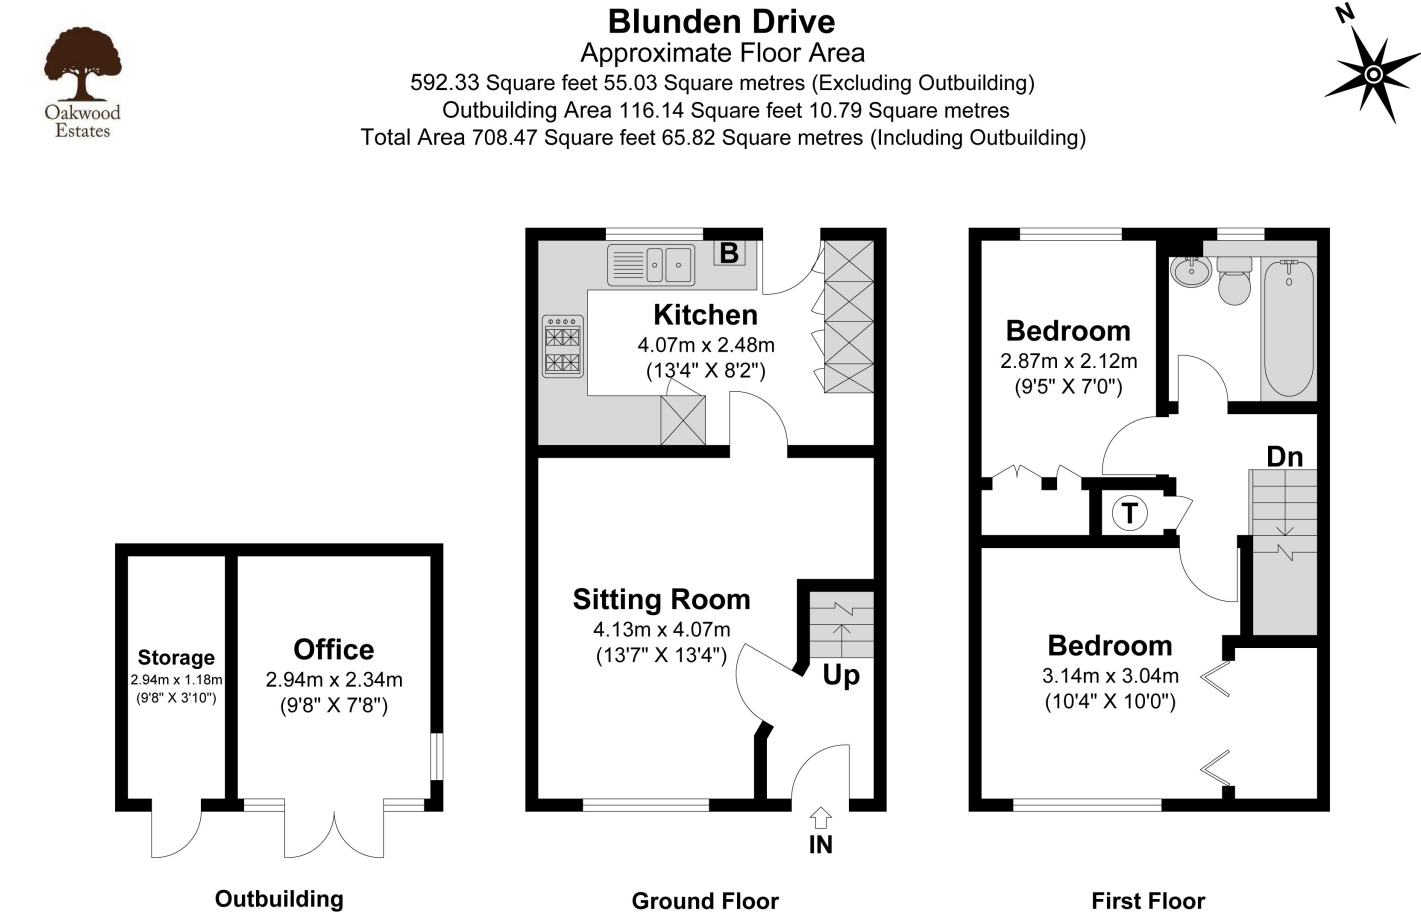 Oakwood
Estates
Blunden Drive
Approximate Floor Area
592.33 Square feet 55.03 Square metres (Excluding Outbuilding)
Outbuilding Area 116.14 Square feet 10.79 Square metres
Total Area 708.47 Square feet 65.82 Square metres (Including Outbuilding)
N
Storage
2.94m x 1.18m
(9'8" X 3'10")
Office
2.94m x 2.34m
(9'8" X 7'8")
Outbuilding
B
Kitchen
4.07m x 2.48m
(13'4" X 8'2")
Sitting Room
4.13m x 4.07m
(13'7" X 13'4")
Up
IN
Ground Floor
Bedroom
2.87m x 2.12m
(9'5" X 7'0")
Dn
T
Bedroom
3.14m x 3.04m
(10'4" X 10'0")
First Floor